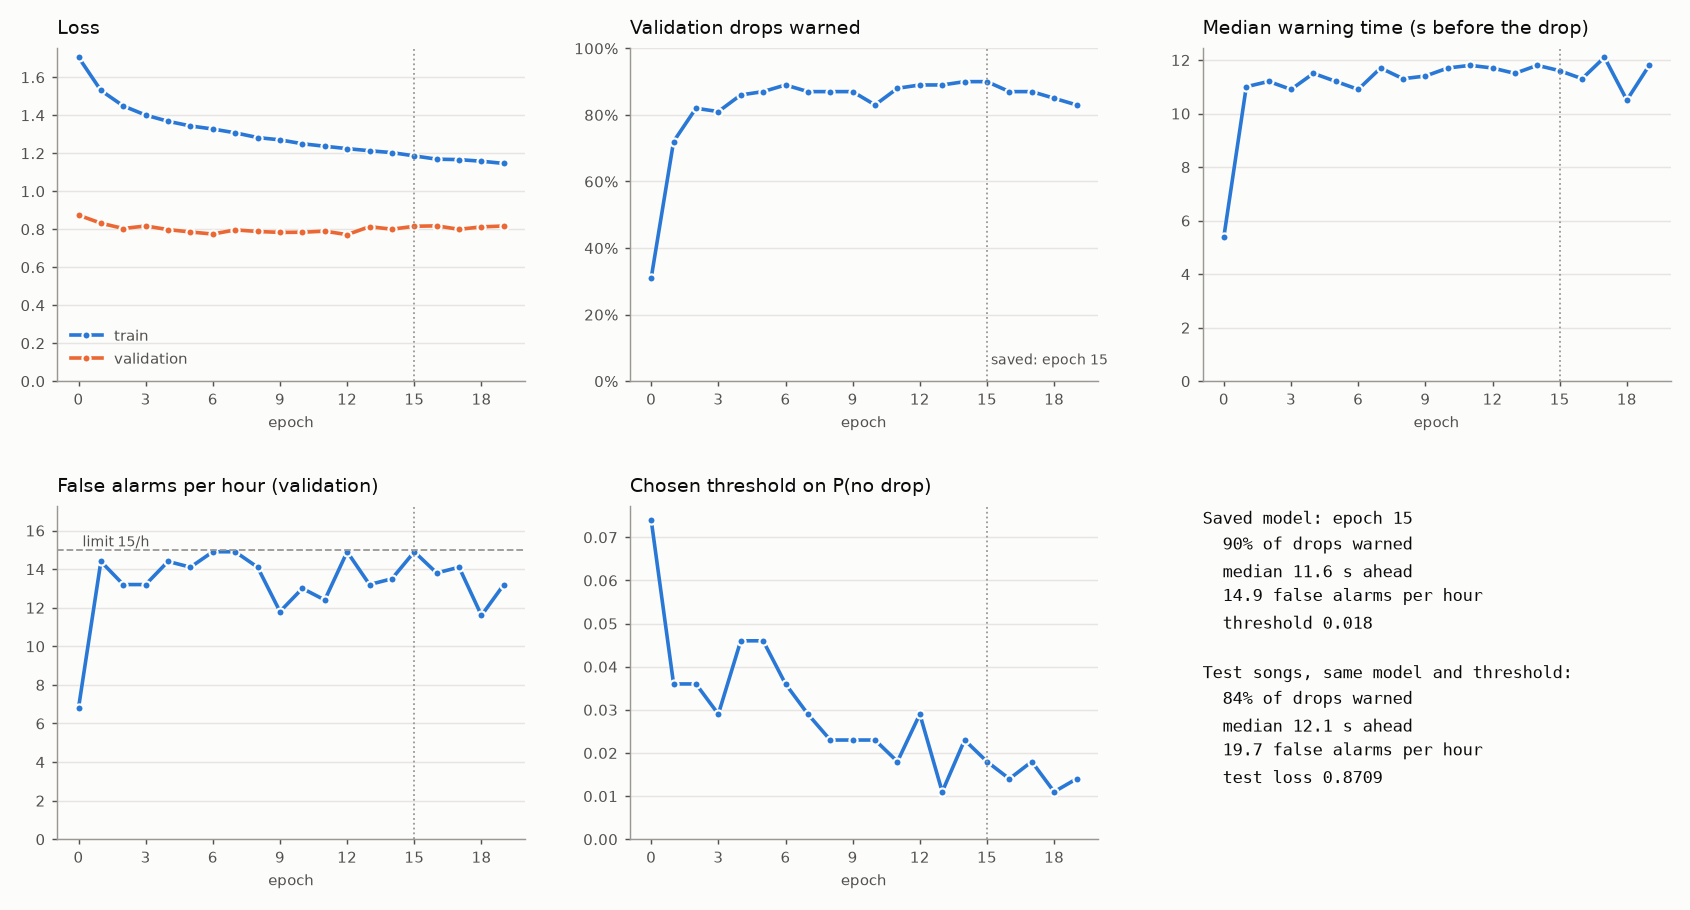 Loss
1.6
1.4
1.2
1.0
0.8
0.6
0.4
0.2
0.0
train
validation
0 3 6 9 12 15 18
epoch
Validation drops warned
100%
80%
60%
40%
20%
0%
saved: epoch 15
0 3 6 9 12 15 18
epoch
Median warning time (s before the drop)
12
10
8
6
4
2
0
0 3 6 9 12 15 18
epoch
False alarms per hour (validation)
16
14
12
10
8
6
4
2
0
limit 15/h
0 3 6 9 12 15 18
epoch
Chosen threshold on P(no drop)
0.07
0.06
0.05
0.04
0.03
0.02
0.01
0.00
0 3 6 9 12 15 18
epoch
Saved model: epoch 15
90% of drops warned
median 11.6 s ahead
14.9 false alarms per hour
threshold 0.018
Test songs, same model and threshold:
84% of drops warned
median 12.1 s ahead
19.7 false alarms per hour
test loss 0.8709